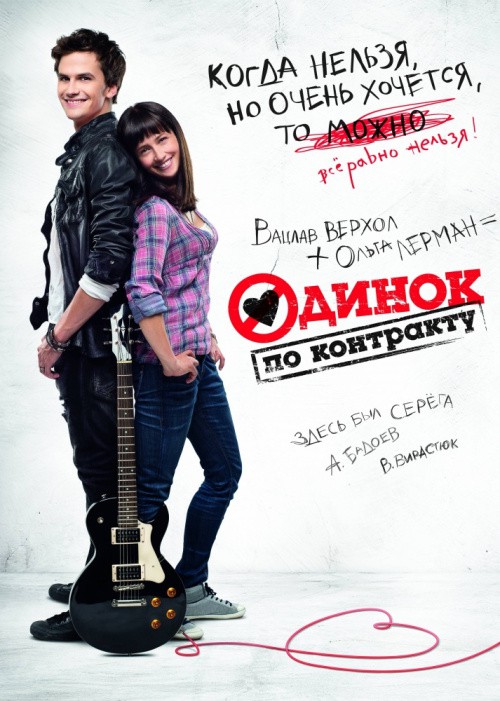 КОГДА НЕЛЬЗЯ,
НО ОЧЕНЬ ХОЧЕТСЯ,
ТО МОЖНО
всё равно нельзя!
ВАЦЛАВ ВЕРХОЛ
+ ОЛЬГА ЛЕРМАН =
ОДИНОК
ПО КОНТРАКТУ
ЗДЕСЬ БЫЛ СЕРЁГА
А. БАДОЕВ
В. ВИРАСТЮК